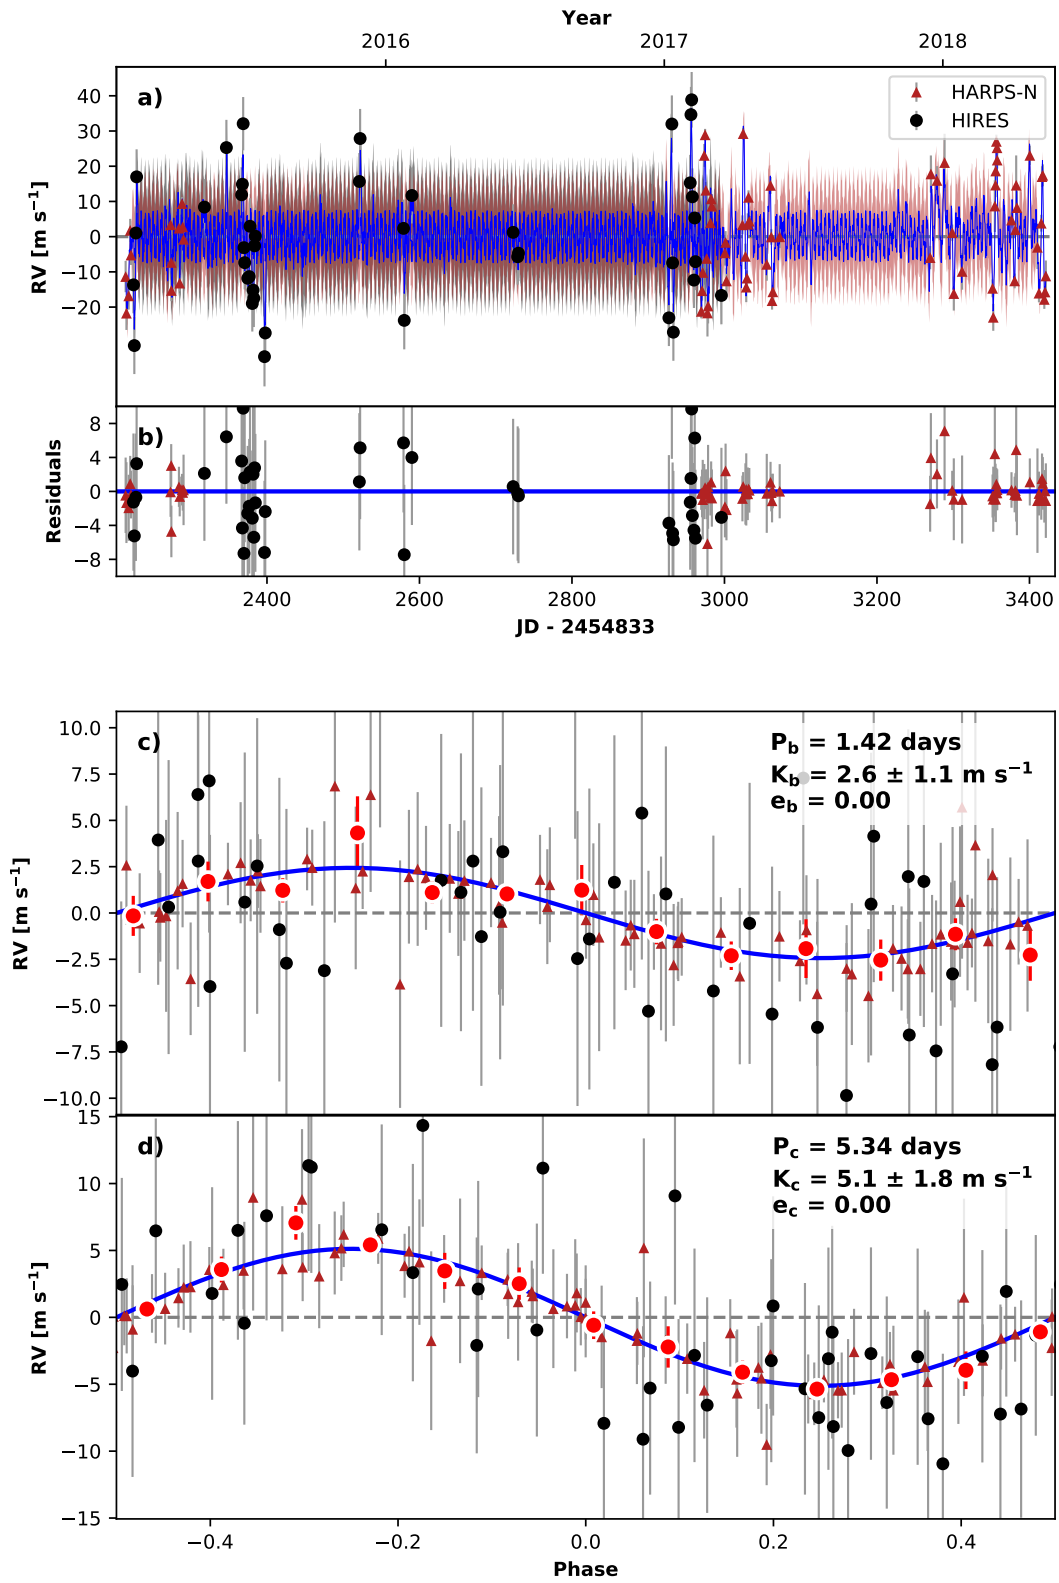 Year
2016 2017 2018
a)
HARPS-N
HIRES
40
30
20
10
0
−10
−20
RV [m s⁻¹]
b)
8
4
0
−4
−8
Residuals
2400 2600 2800 3000 3200 3400
JD - 2454833
c)
P_b = 1.42 days
K_b = 2.6 ± 1.1 m s⁻¹
e_b = 0.00
10.0
7.5
5.0
2.5
0.0
−2.5
−5.0
−7.5
−10.0
RV [m s⁻¹]
d)
P_c = 5.34 days
K_c = 5.1 ± 1.8 m s⁻¹
e_c = 0.00
15
10
5
0
−5
−10
−15
RV [m s⁻¹]
−0.4 −0.2 0.0 0.2 0.4
Phase